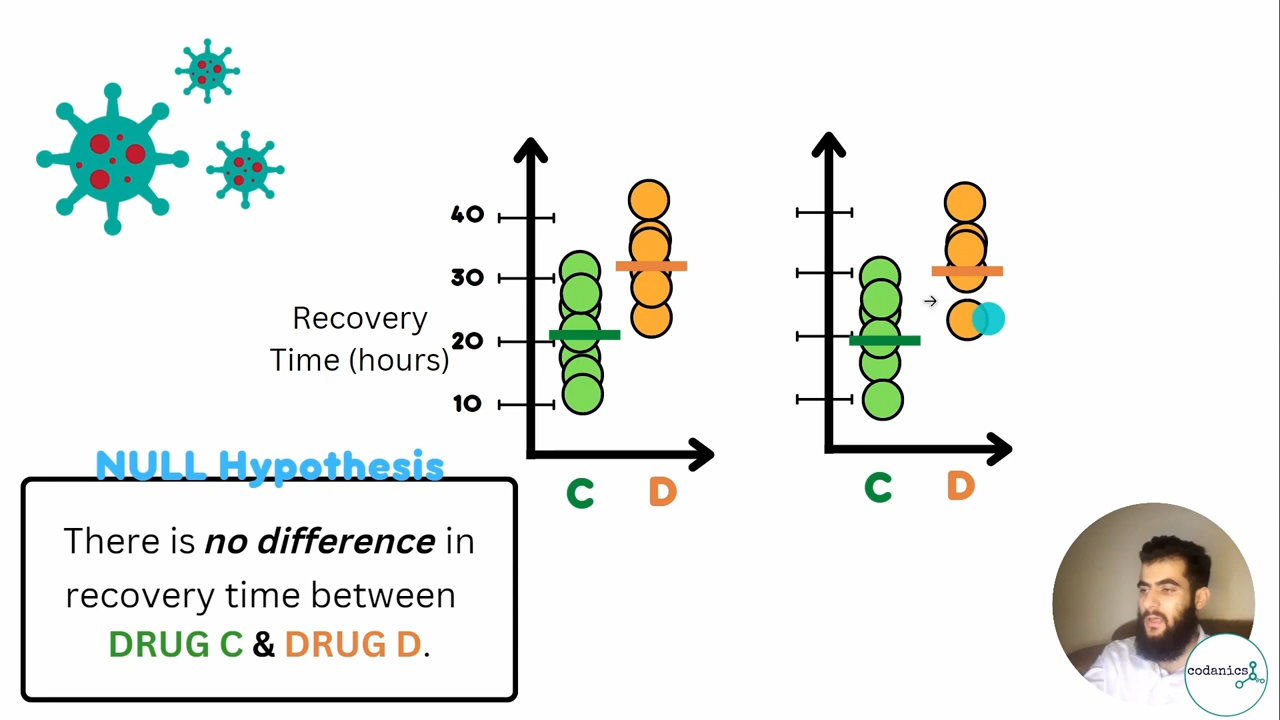 40
30
20
10
Recovery
Time (hours)
C
D
C
D
NULL Hypothesis
There is no difference in
recovery time between
DRUG C & DRUG D.
codanics